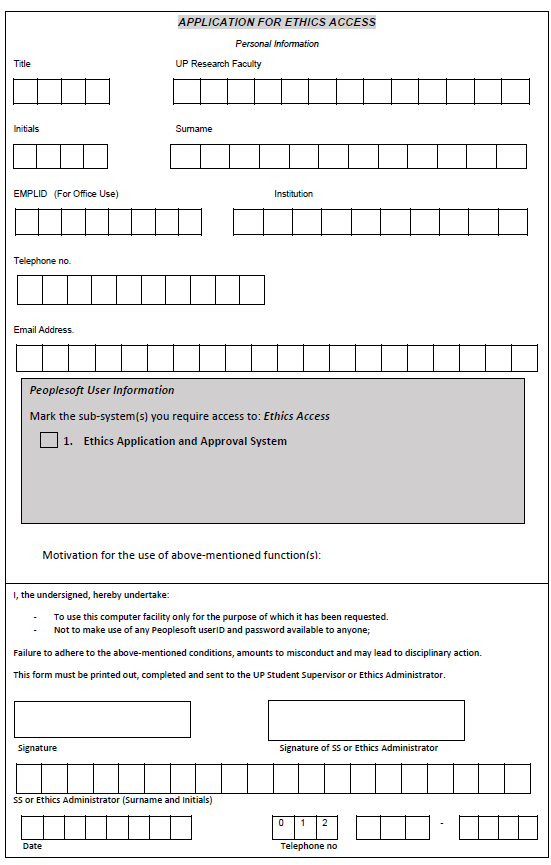 APPLICATION FOR ETHICS ACCESS
Personal Information
Title UP Research Faculty
Initials Surname
EMPLID (For Office Use) Institution
Telephone no.
Email Address.
Peoplesoft User Information
Mark the sub-system(s) you require access to: Ethics Access
1. Ethics Application and Approval System
Motivation for the use of above-mentioned function(s):
I, the undersigned, hereby undertake:
- To use this computer facility only for the purpose of which it has been requested.
- Not to make use of any Peoplesoft userID and password available to anyone;
Failure to adhere to the above-mentioned conditions, amounts to misconduct and may lead to disciplinary action.
This form must be printed out, completed and sent to the UP Student Supervisor or Ethics Administrator.
Signature Signature of SS or Ethics Administrator
SS or Ethics Administrator (Surname and Initials)
0 1 2 -
Date Telephone no